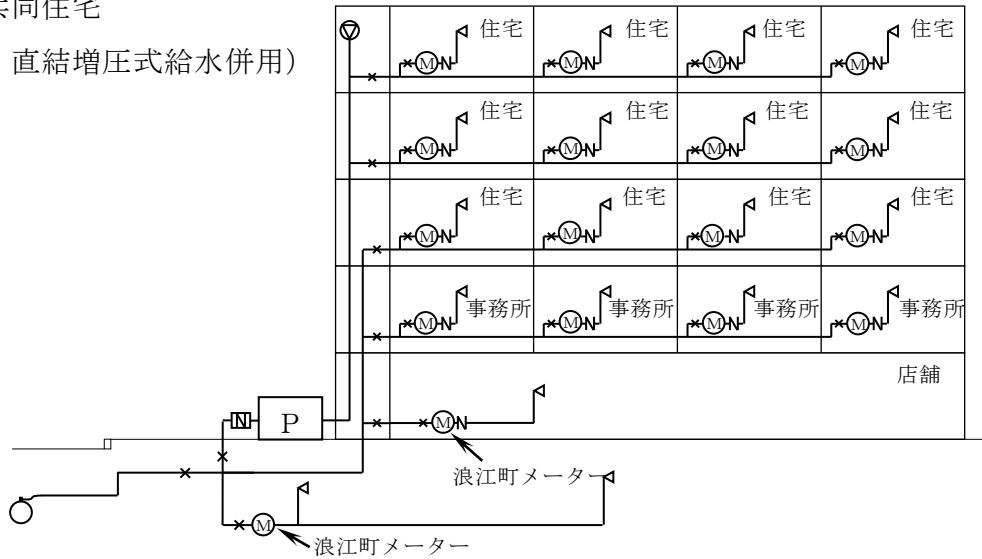 共同住宅
直結増圧式給水併用）
住宅 住宅 住宅 住宅
M M M M
N N N N
住宅 住宅 住宅 住宅
M M M M
N N N N
住宅 住宅 住宅 住宅
M M M M
N N N N
事務所 事務所 事務所 事務所
M M M M
N N N N
店舗
N P M N
浪江町メーター
M
浪江町メーター